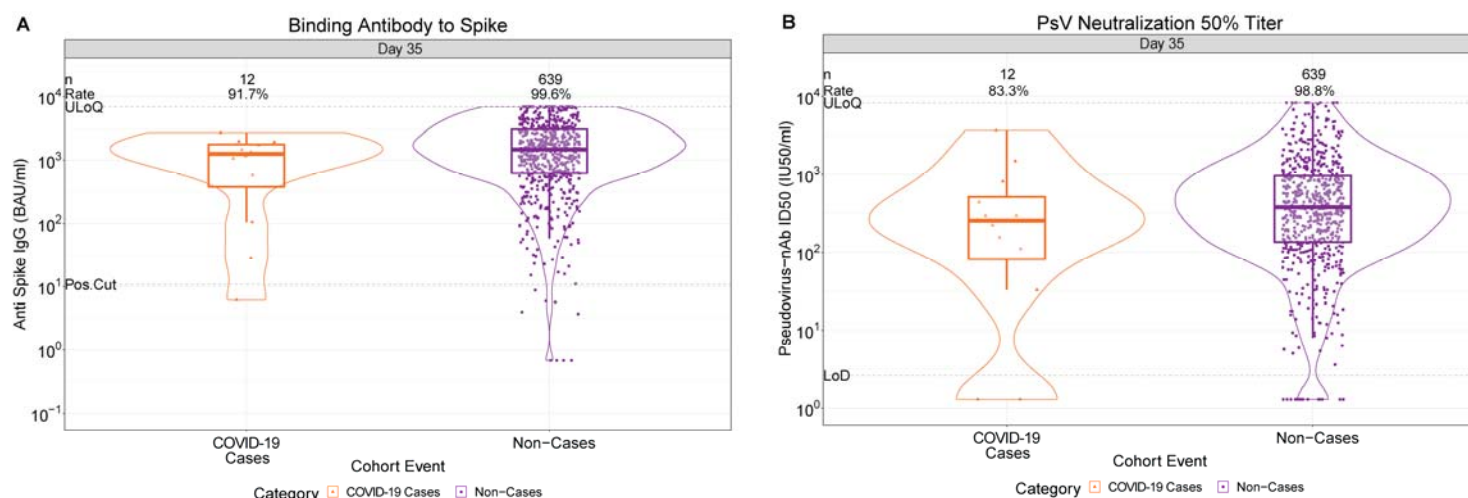 A
Binding Antibody to Spike
Day 35
n 12 639
Rate 91.7% 99.6%
10⁴
ULoQ
10³
10²
Pos.Cut
10¹
10⁰
10⁻¹
Anti Spike IgG (BAU/ml)
COVID-19 Cases
Non-Cases
Cohort Event
Category COVID-19 Cases Non-Cases
B
PsV Neutralization 50% Titer
Day 35
n 12 639
Rate 83.3% 98.8%
10⁴
ULoQ
10³
10²
10¹
LoD
10⁰
Pseudovirus-nAb ID50 (IU50/ml)
COVID-19
Cases
Non-Cases
Cohort Event
Category COVID-19 Cases Non-Cases